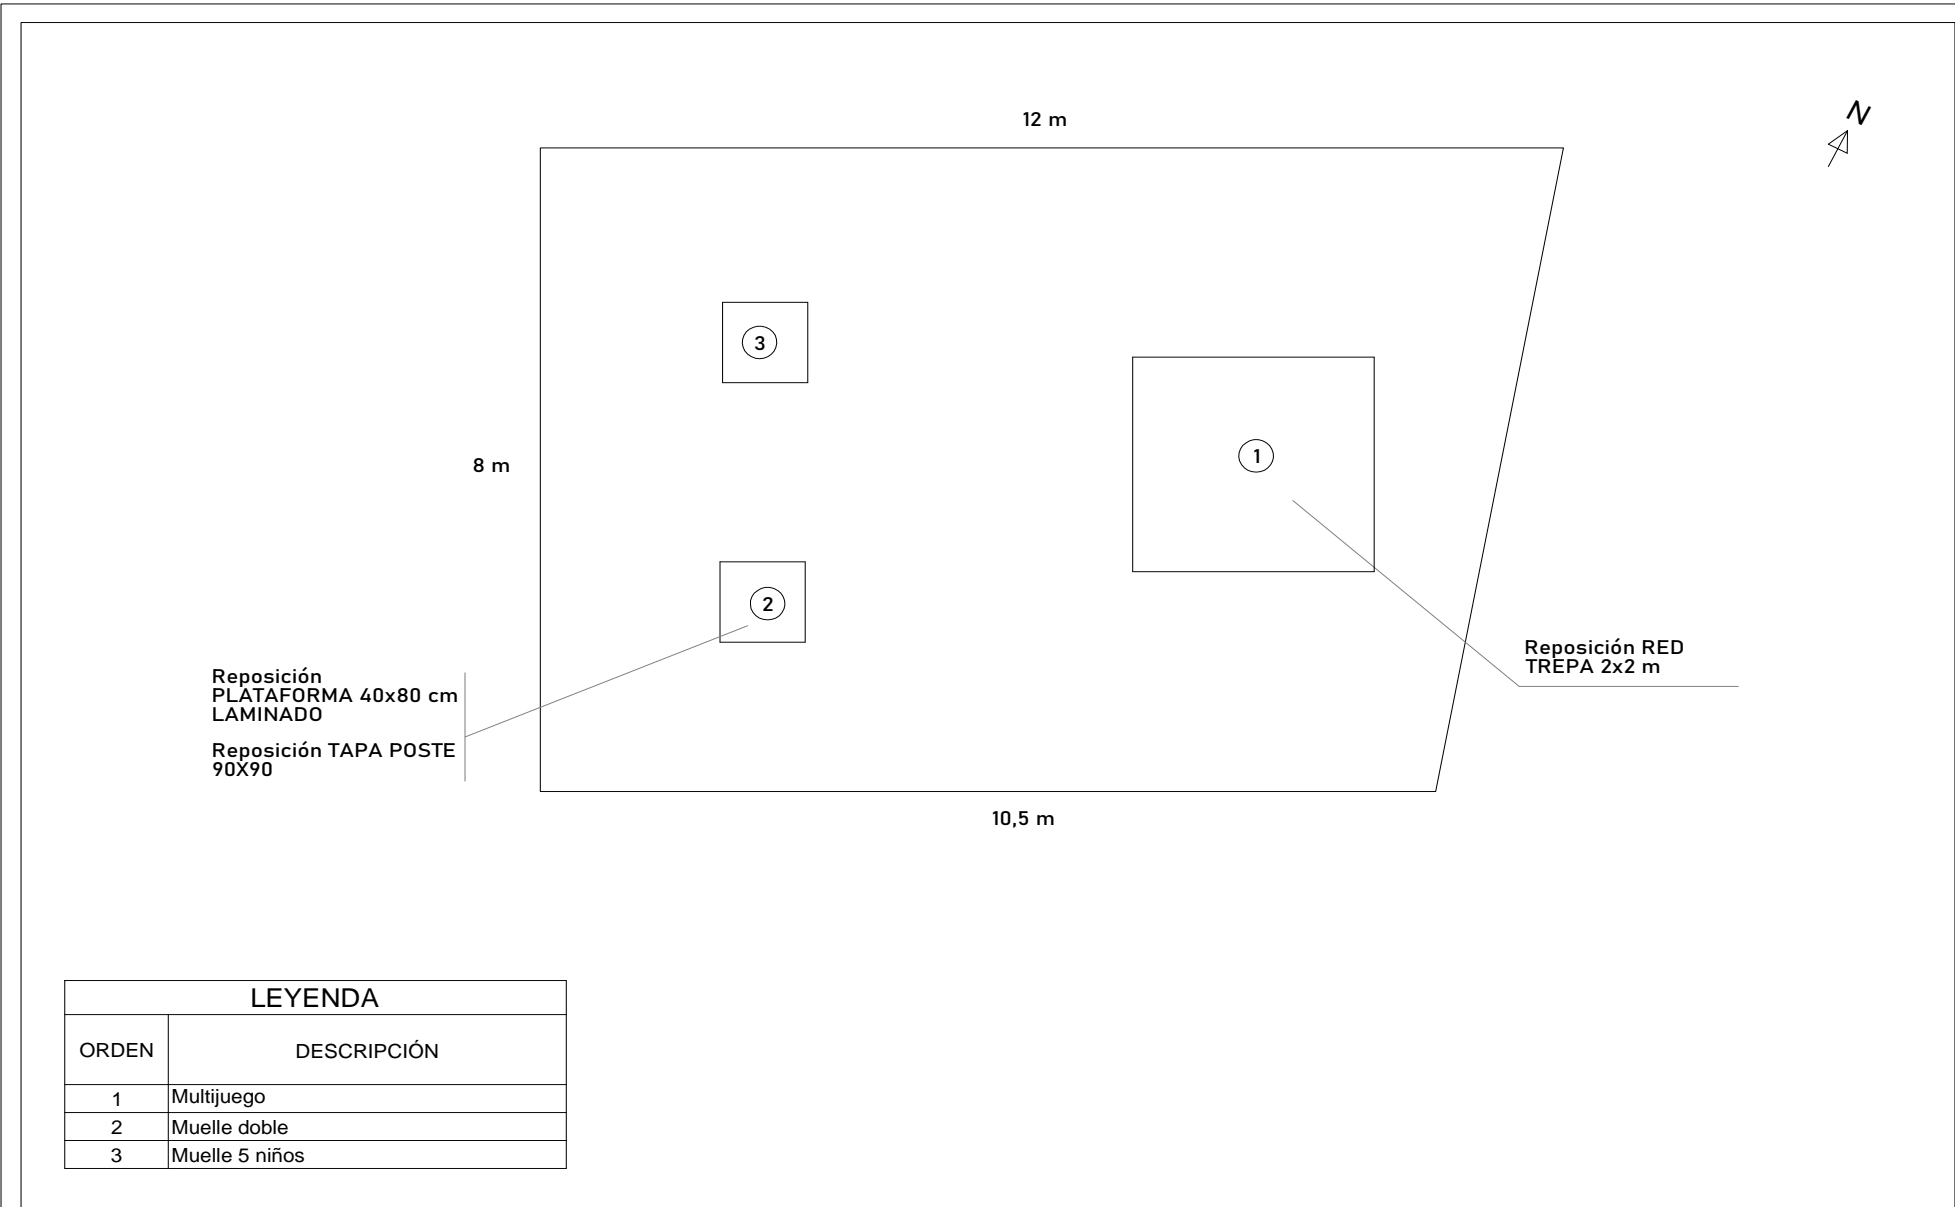 12 m
N
3
1
8 m
2
Reposición RED
TREPA 2x2 m
Reposición
PLATAFORMA 40x80 cm
LAMINADO
Reposición TAPA POSTE
90X90
10,5 m
LEYENDA
ORDEN DESCRIPCIÓN
1 Multijuego
2 Muelle doble
3 Muelle 5 niños